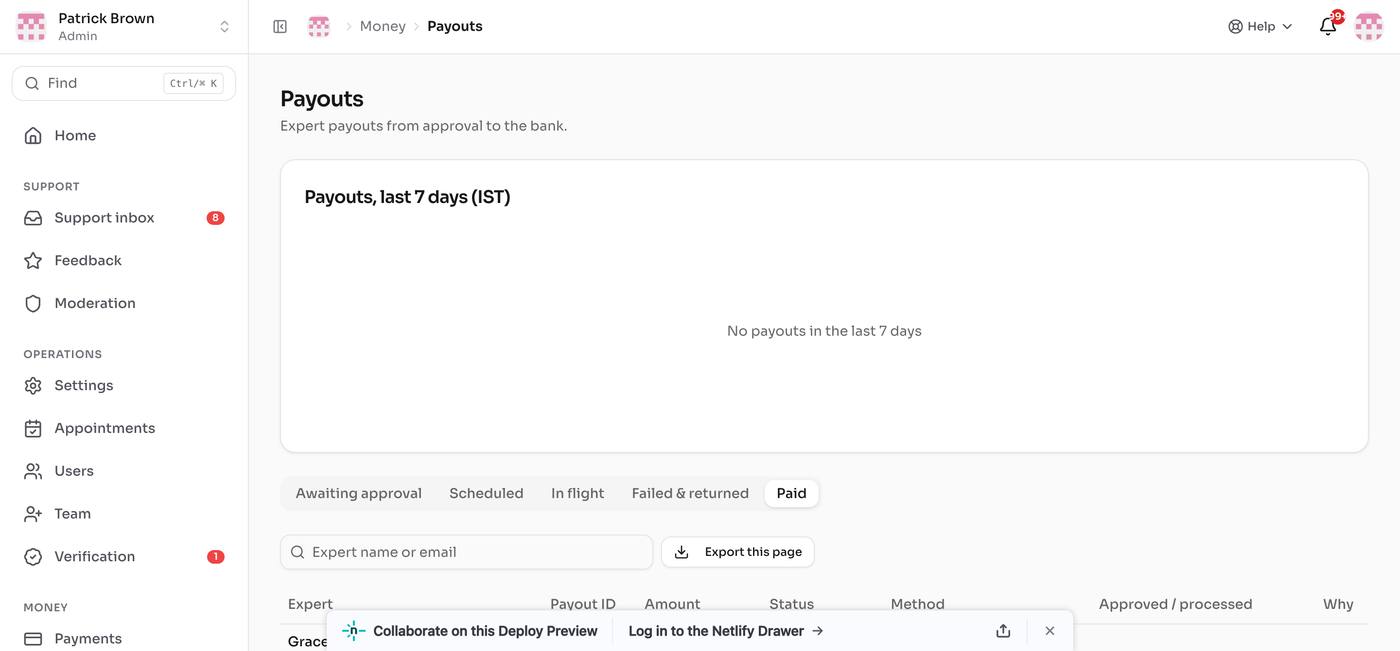 Patrick Brown
Admin
Money
Payouts
Help
99+
Find
Ctrl/⌘ K
Home
SUPPORT
Support inbox 8
Feedback
Moderation
OPERATIONS
Settings
Appointments
Users
Team
Verification 1
MONEY
Payments
Payouts
Expert payouts from approval to the bank.
Payouts, last 7 days (IST)
No payouts in the last 7 days
Awaiting approval Scheduled In flight Failed & returned Paid
Expert name or email Export this page
Expert Payout ID Amount Status Method Approved / processed Why
Grace
Collaborate on this Deploy Preview Log in to the Netlify Drawer →